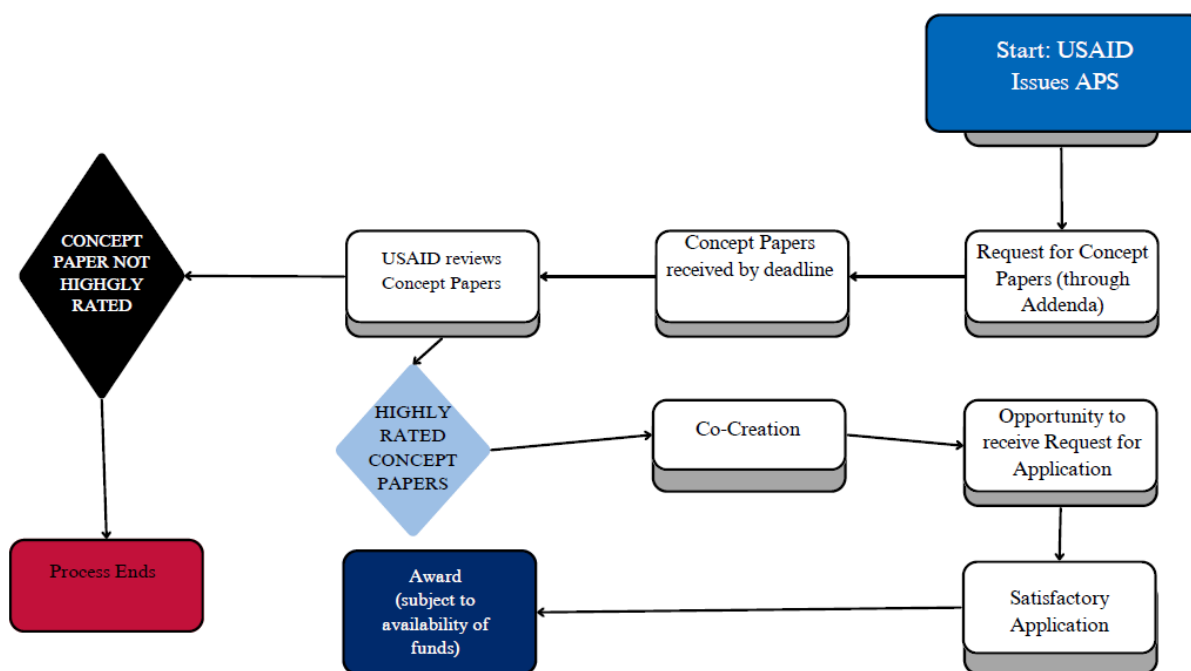 Start: USAID
Issues APS
CONCEPT
PAPER NOT
HIGHGLY
RATED
USAID reviews
Concept Papers
Concept Papers
received by deadline
Request for Concept
Papers (through
Addenda)
HIGHLY
RATED
CONCEPT
PAPERS
Co-Creation
Opportunity to
receive Request for
Application
Process Ends
Award
(subject to
availability of
funds)
Satisfactory
Application